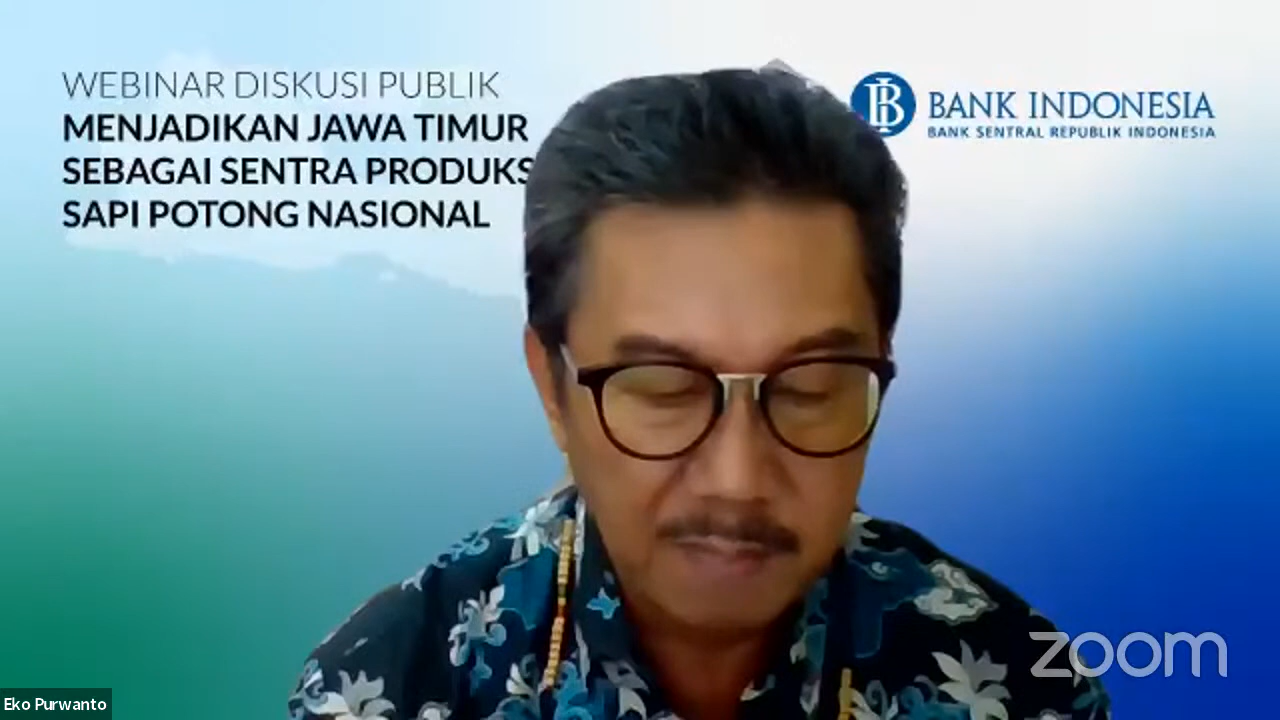 WEBINAR DISKUSI PUBLIK
MENJADIKAN JAWA TIMUR
SEBAGAI SENTRA PRODUKS
SAPI POTONG NASIONAL
BANK INDONESIA
BANK SENTRAL REPUBLIK INDONESIA
zoom
Eko Purwanto